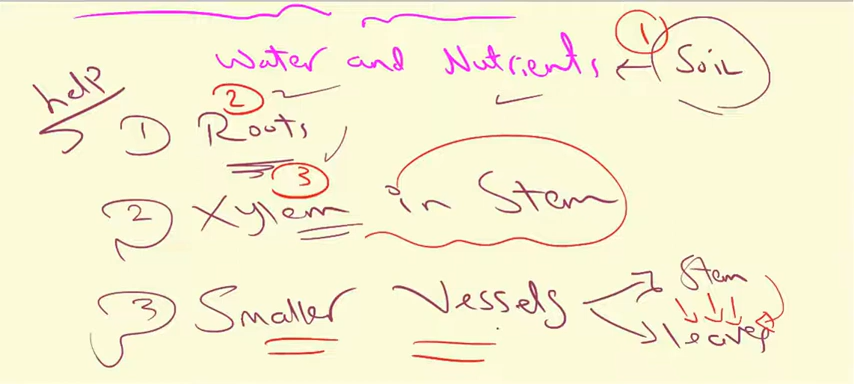 Water and Nutrients ← ① Soil
help
② 
① Roots
③
② Xylem in Stem
③ Smaller Vessels → Stem
→ leaves